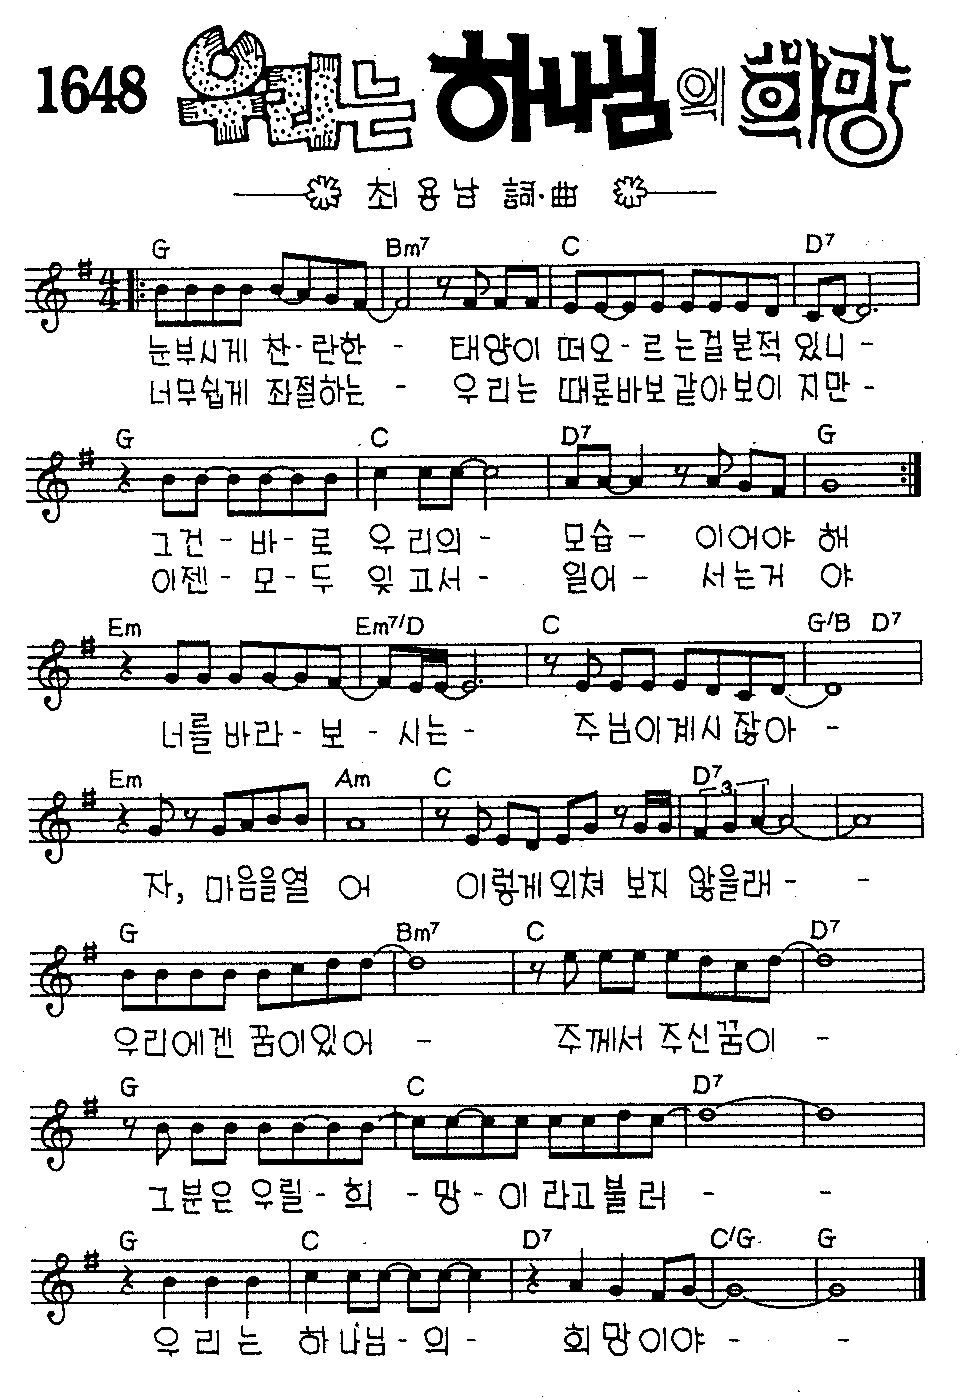 1648 우리는 하나님의 희망
최용남 詞·曲
G Bm7 C D7
4/4
눈부시게 찬-란한 - 태양이 떠오-르는걸본적 있니-
너무쉽게 좌절하는 - 우리는 때론바보같아보이 지만-
G C D7 G
그건-바-로 우리의- 모습- 이어야 해
이젠-모-두 잊고서- 일어- 서는거 야
Em Em7/D C G/B D7
너를바라-보-시는- 주님이계시잖아 -
Em Am C D7
3
자, 마음을열 어 이렇게외쳐 보지 않을래- -
G Bm7 C D7
우리에겐 꿈이있어 - 주께서 주신꿈이 -
G C D7
그분은 우릴-희 -망-이라고불러 - -
G C D7 C/G G
우리는 하나님-의- 희망이야- -